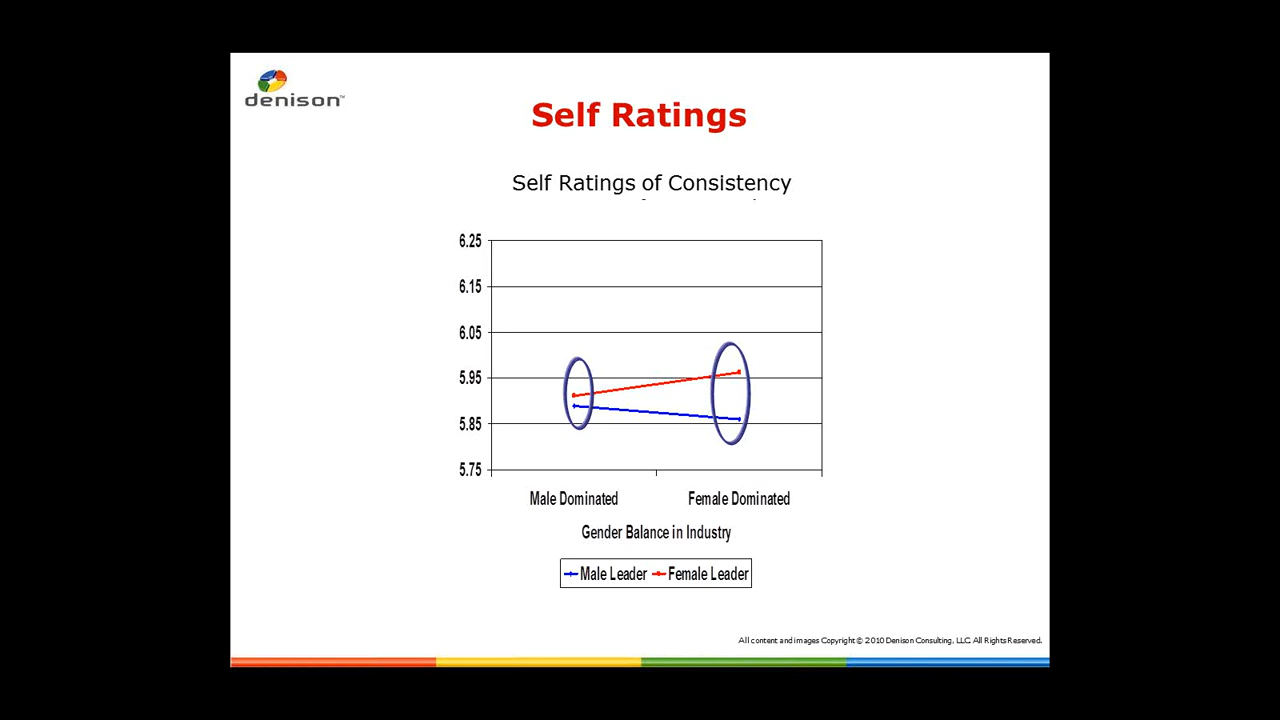 denison™
Self Ratings
Self Ratings of Consistency
6.25
6.15
6.05
5.95
5.85
5.75
Male Dominated Female Dominated
Gender Balance in Industry
Male Leader Female Leader
All content and images Copyright © 2010 Denison Consulting, LLC. All Rights Reserved.